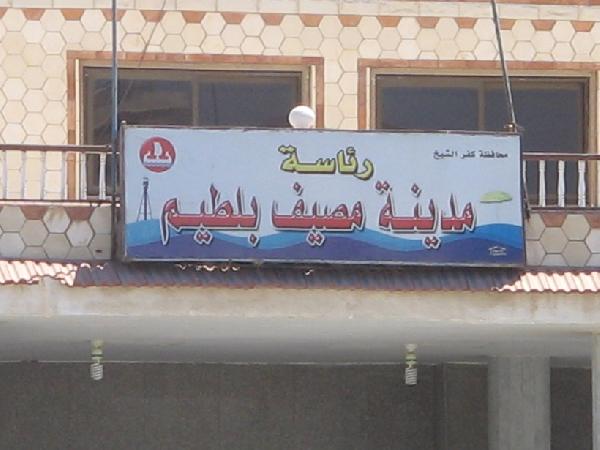 محافظة كفر الشيخ
رئاسة
مدينة مصيف بلطيم